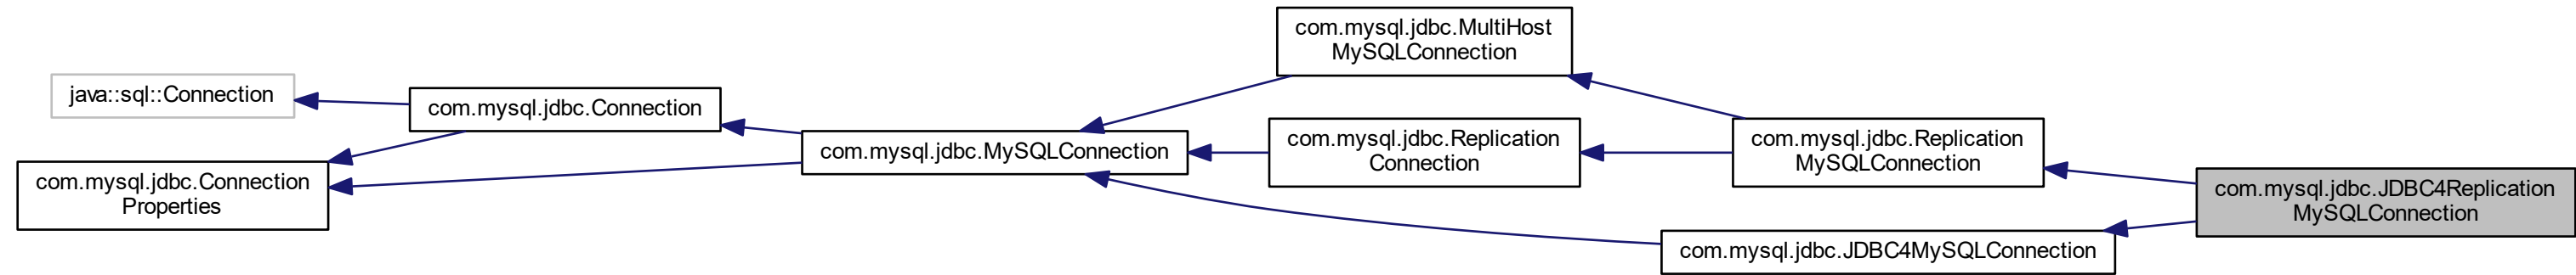 java::sql::Connection
com.mysql.jdbc.Connection
Properties
com.mysql.jdbc.Connection
com.mysql.jdbc.MySQLConnection
com.mysql.jdbc.MultiHost
MySQLConnection
com.mysql.jdbc.Replication
Connection
com.mysql.jdbc.JDBC4MySQLConnection
com.mysql.jdbc.Replication
MySQLConnection
com.mysql.jdbc.JDBC4Replication
MySQLConnection